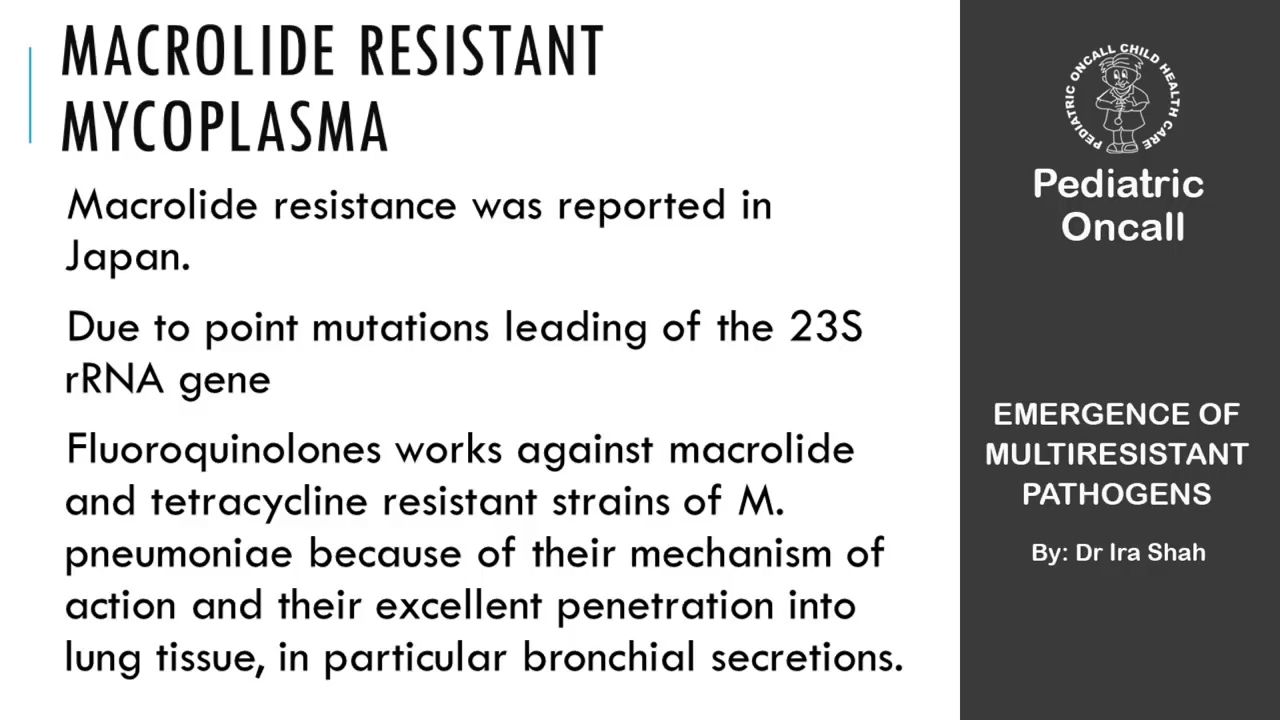 MACROLIDE RESISTANT
MYCOPLASMA
Macrolide resistance was reported in
Japan.
Due to point mutations leading of the 23S
rRNA gene
Fluoroquinolones works against macrolide
and tetracycline resistant strains of M.
pneumoniae because of their mechanism of
action and their excellent penetration into
lung tissue, in particular bronchial secretions.
PEDIATRIC ONCALL CHILD HEALTH CARE
Pediatric
Oncall
EMERGENCE OF
MULTIRESISTANT
PATHOGENS
By: Dr Ira Shah